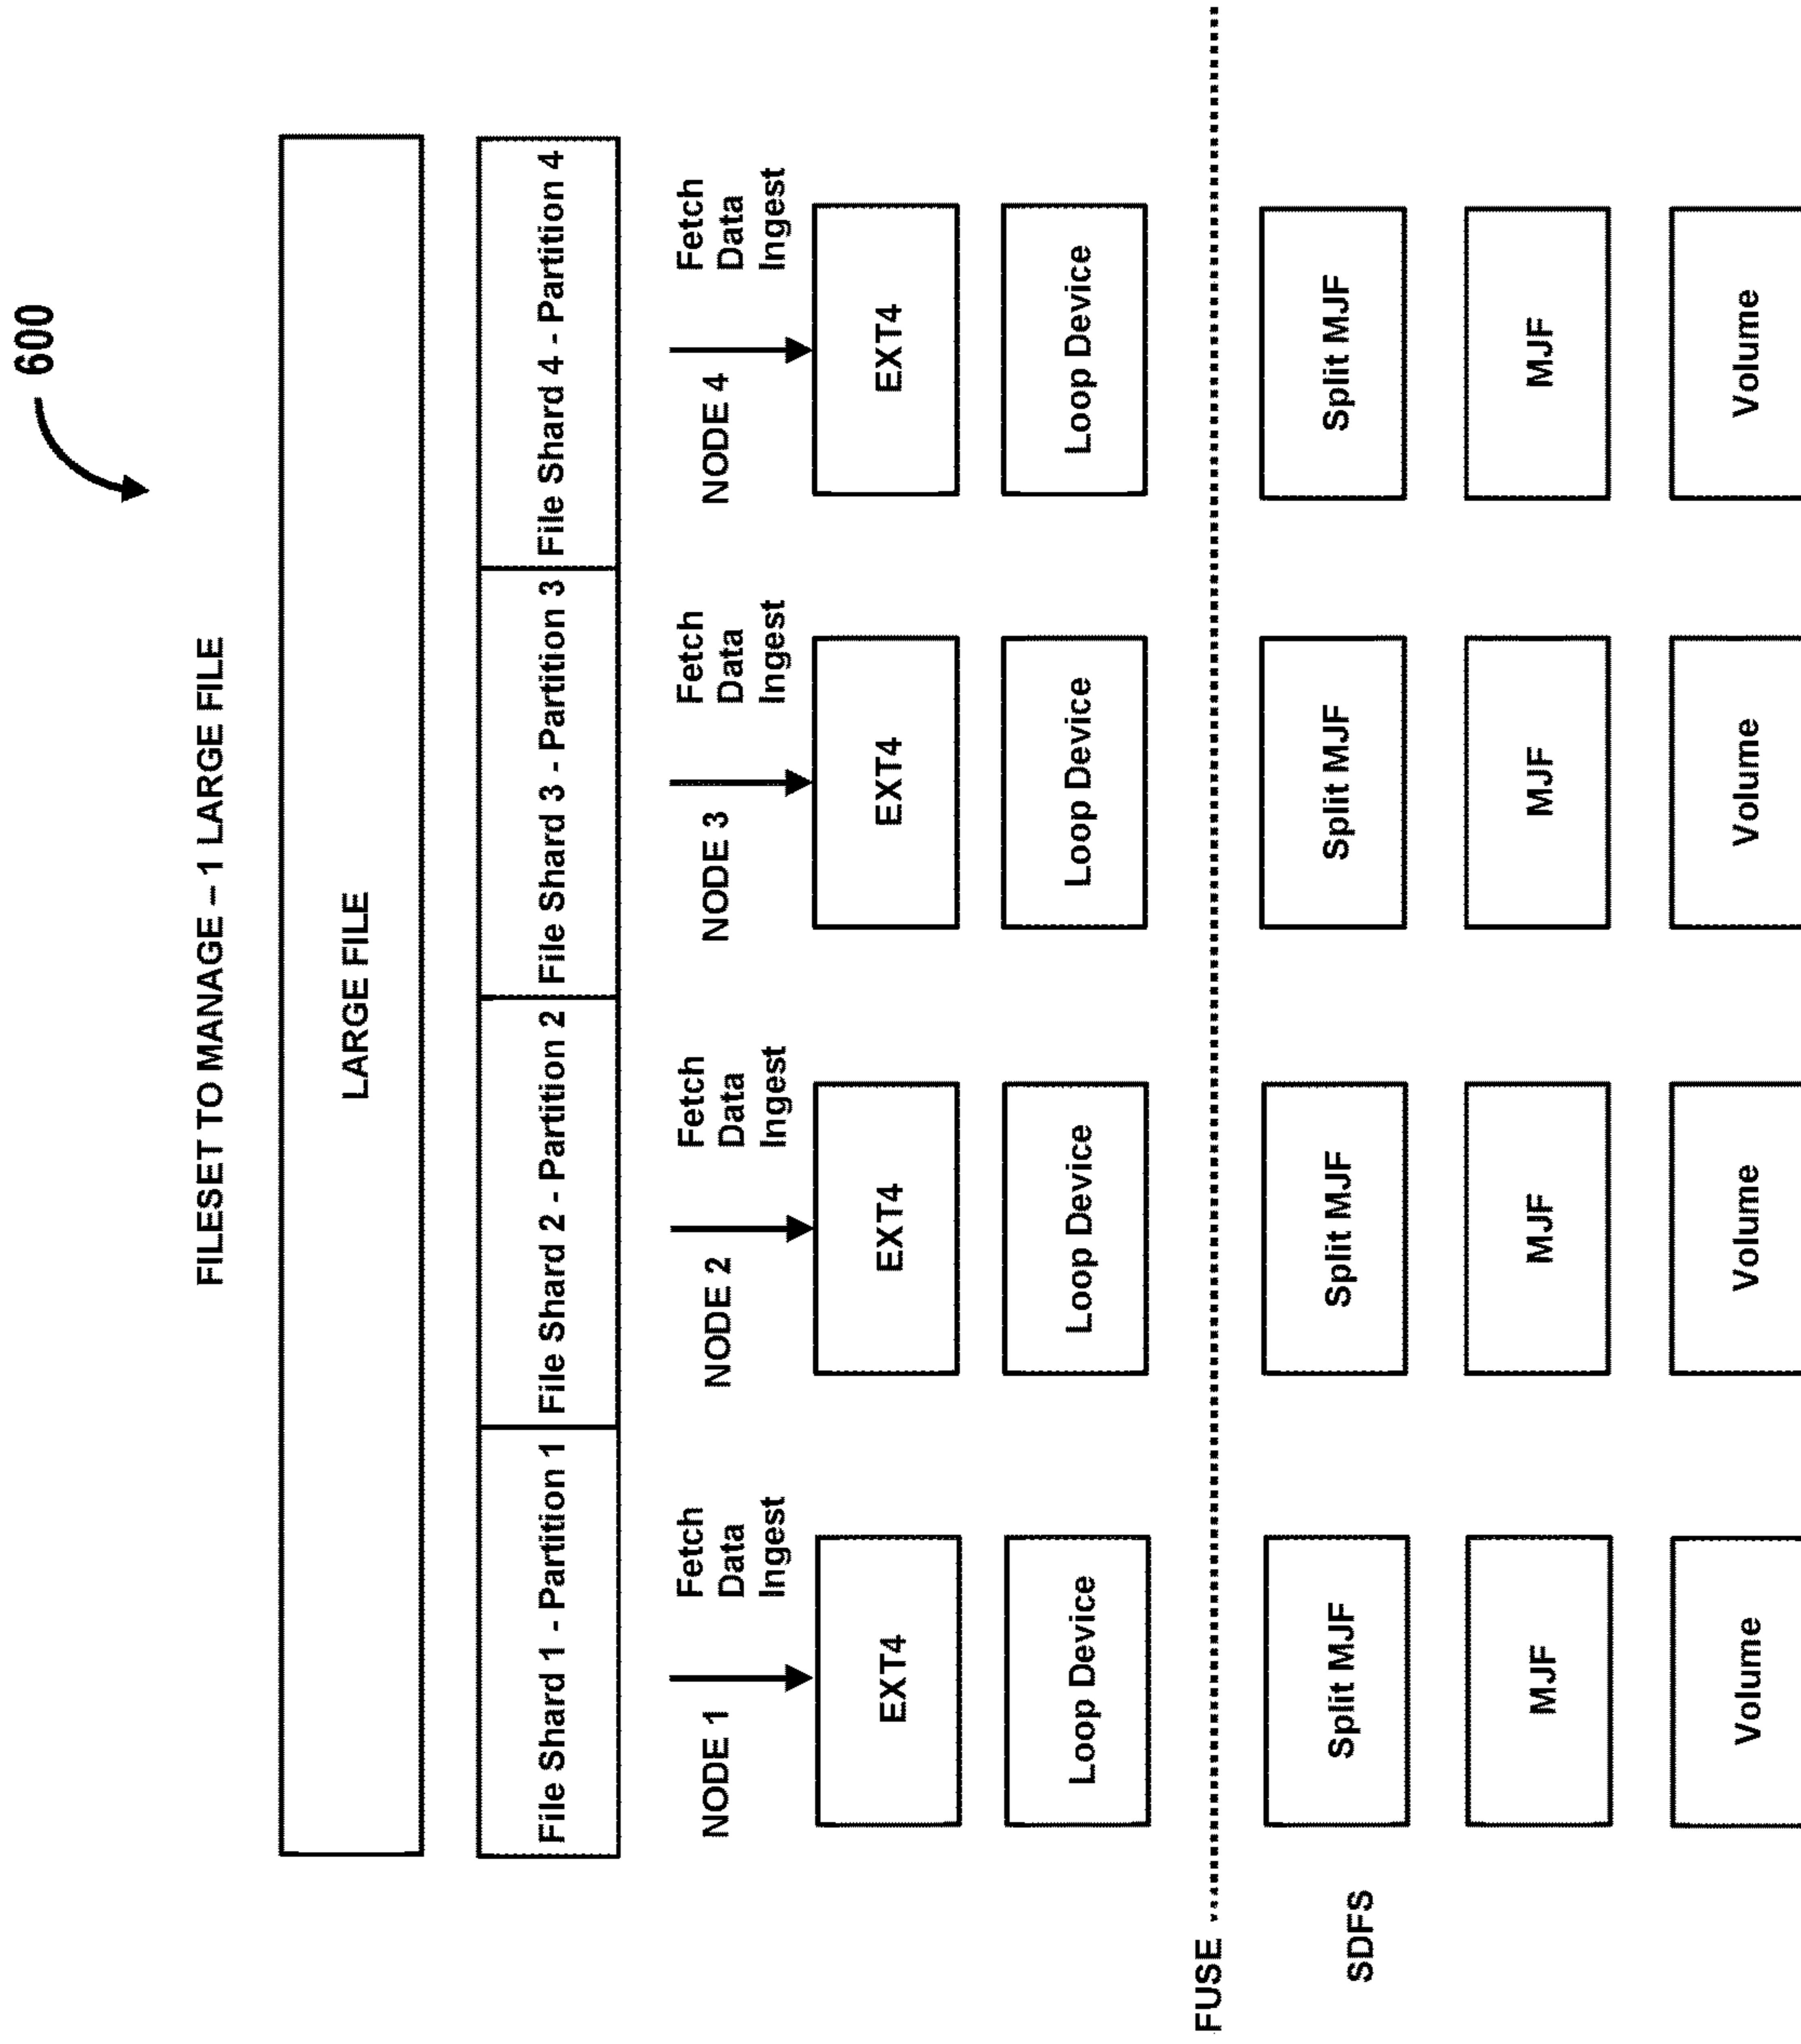 600
FILESET TO MANAGE – 1 LARGE FILE
LARGE FILE
File Shard 1 - Partition 1
File Shard 2 - Partition 2
File Shard 3 - Partition 3
File Shard 4 - Partition 4
NODE 1
Fetch
Data
Ingest
NODE 2
Fetch
Data
Ingest
NODE 3
Fetch
Data
Ingest
NODE 4
Fetch
Data
Ingest
EXT4
EXT4
EXT4
EXT4
Loop Device
Loop Device
Loop Device
Loop Device
FUSE
SDFS
Split MJF
Split MJF
Split MJF
Split MJF
MJF
MJF
MJF
MJF
Volume
Volume
Volume
Volume